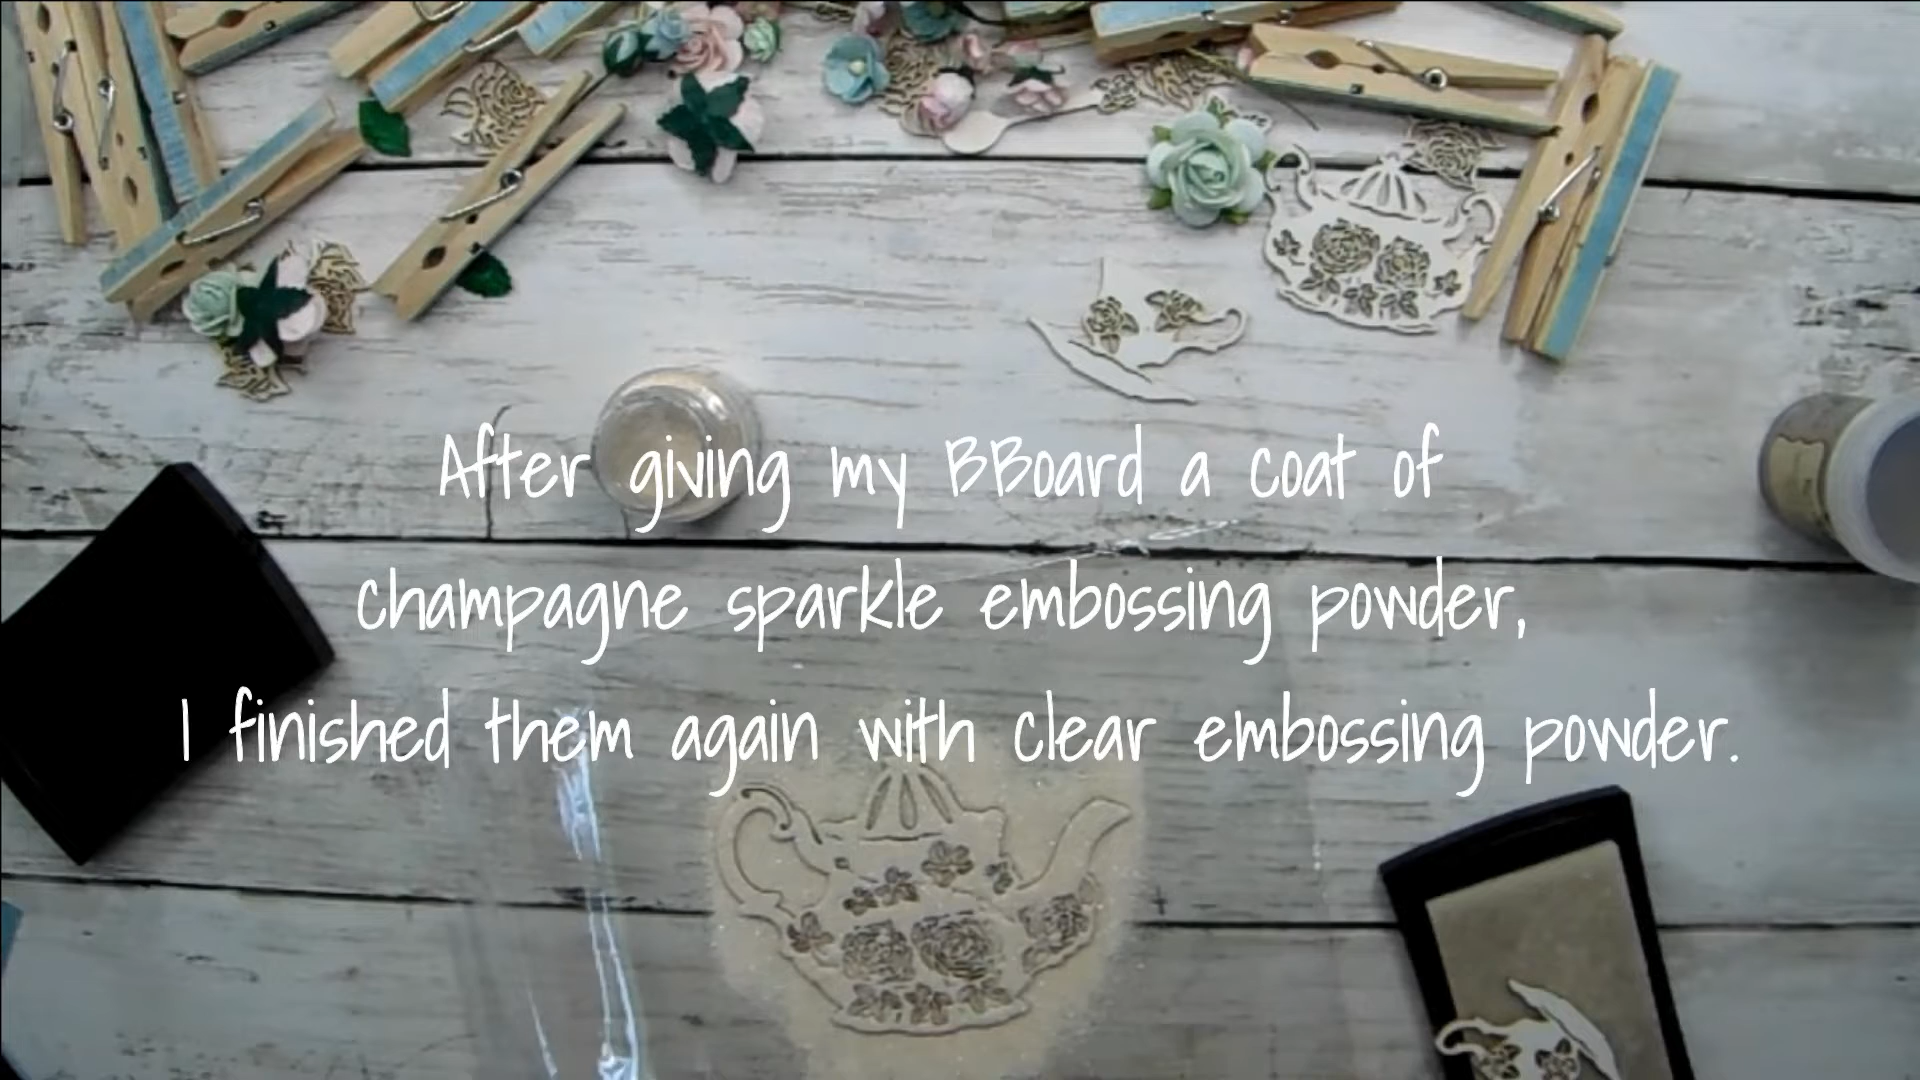 After giving my BBoard a coat of
champagne sparkle embossing powder,
I finished them again with clear embossing powder.